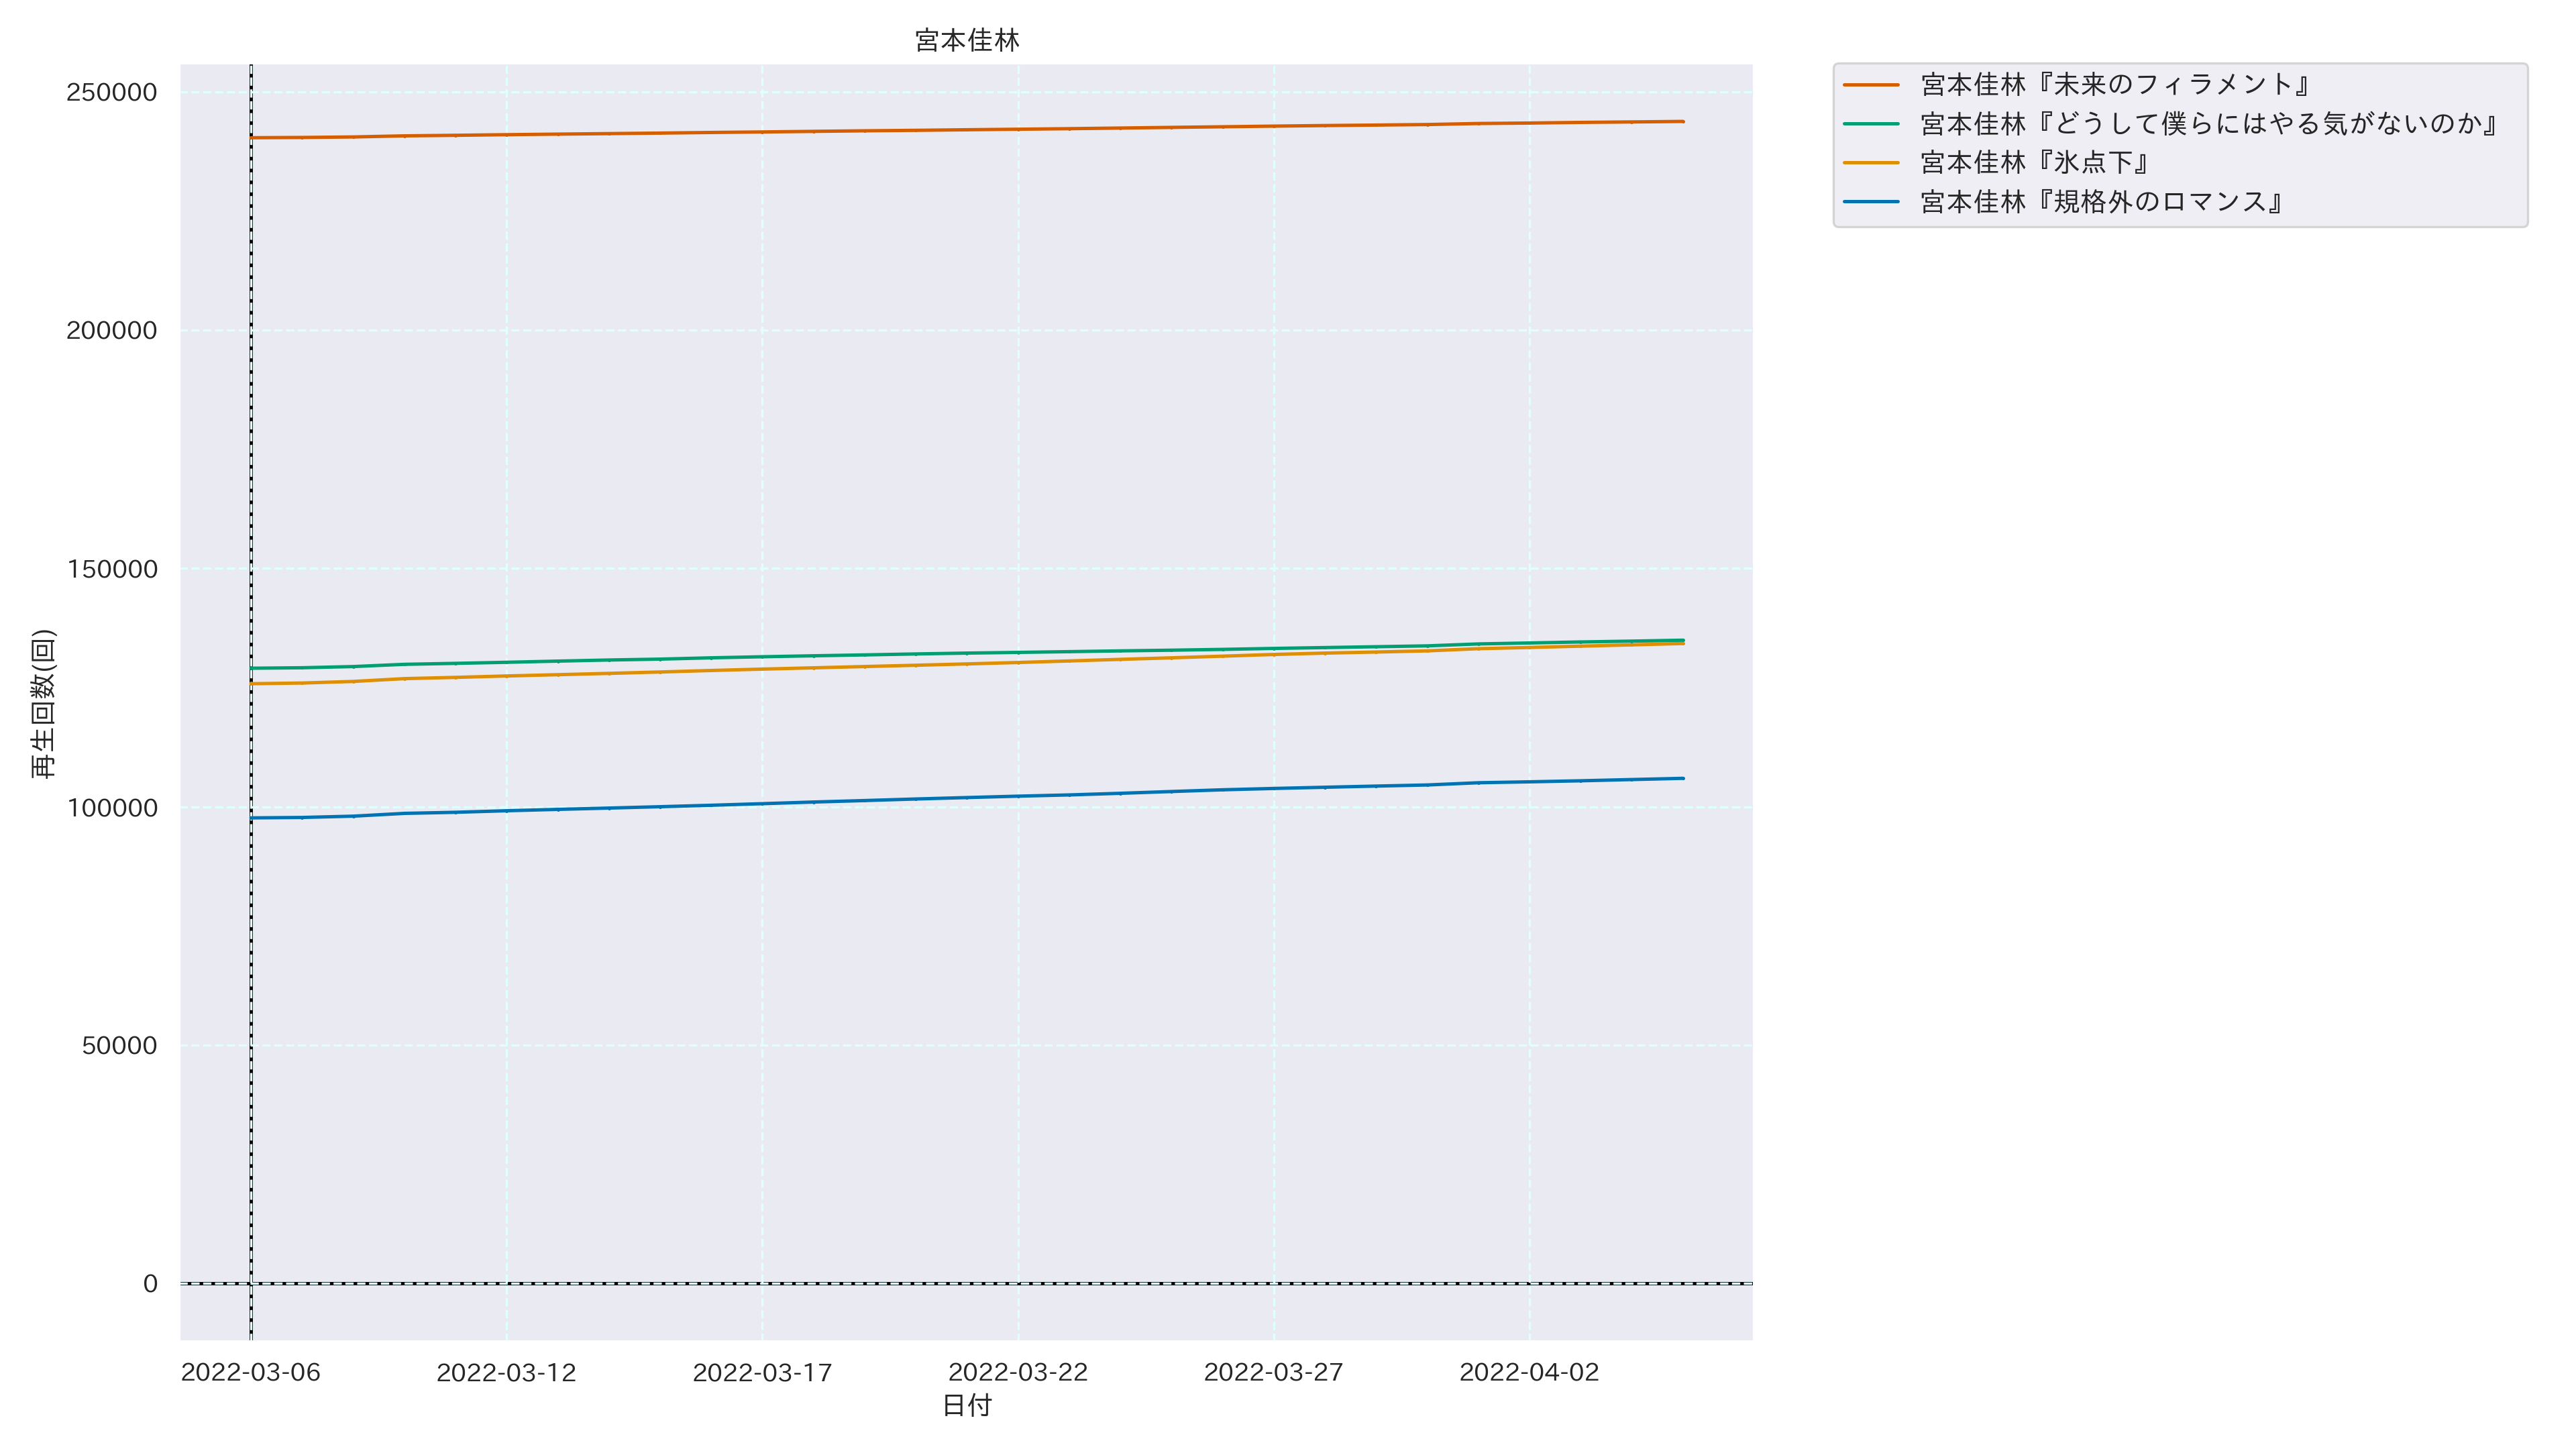 宮本佳林
250000
200000
150000
100000
50000
0
再生回数(回)
2022-03-06 2022-03-12 2022-03-17 2022-03-22 2022-03-27 2022-04-02
日付
宮本佳林『未来のフィラメント』
宮本佳林『どうして僕らにはやる気がないのか』
宮本佳林『氷点下』
宮本佳林『規格外のロマンス』